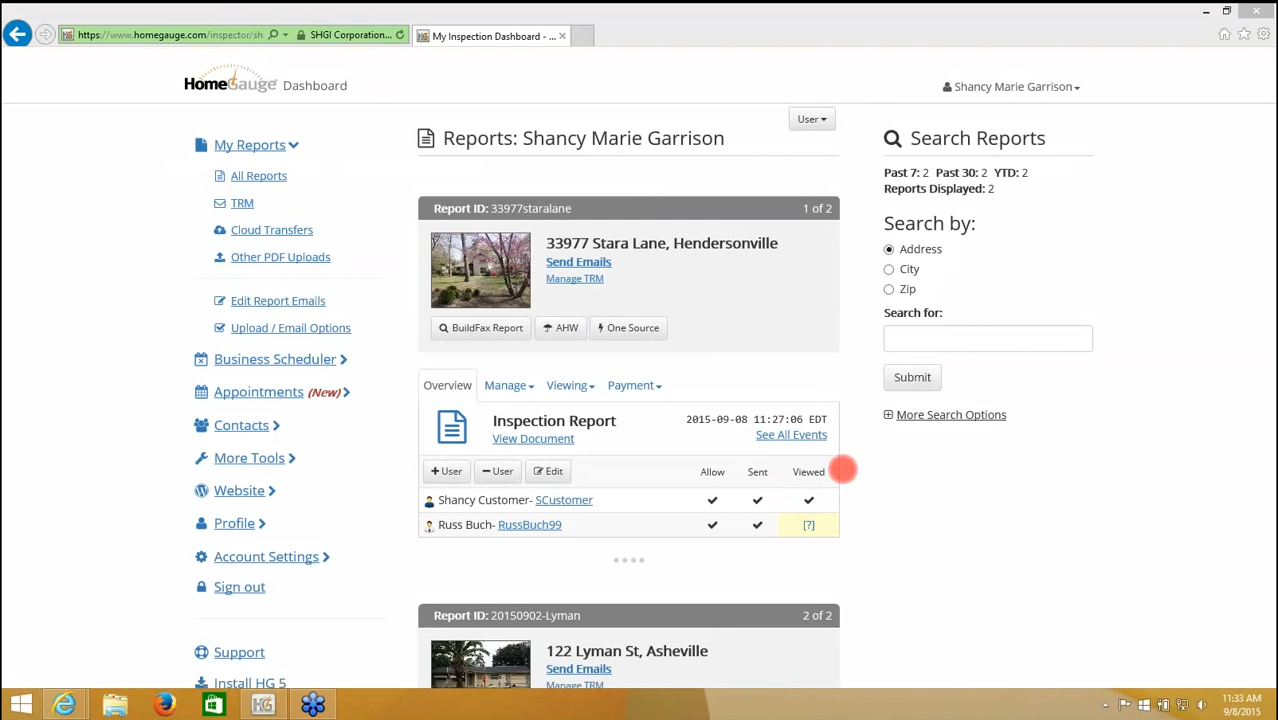 https://www.homegauge.com/inspector/sh
SHGI Corporation...
My Inspection Dashboard - ...
HomeGauge Dashboard
Shancy Marie Garrison
My Reports
All Reports
TRM
Cloud Transfers
Other PDF Uploads
Edit Report Emails
Upload / Email Options
Business Scheduler
Appointments (New)
Contacts
More Tools
Website
Profile
Account Settings
Sign out
Support
Install HG 5
User
Reports: Shancy Marie Garrison
Report ID: 33977staralane 1 of 2
33977 Stara Lane, Hendersonville
Send Emails
Manage TRM
BuildFax Report AHW One Source
Overview Manage Viewing Payment
Inspection Report 2015-09-08 11:27:06 EDT
View Document See All Events
+User −User Edit Allow Sent Viewed
Shancy Customer- SCustomer
Russ Buch- RussBuch99 [?]
Report ID: 20150902-Lyman 2 of 2
122 Lyman St, Asheville
Send Emails
Manage TRM
Search Reports
Past 7: 2 Past 30: 2 YTD: 2
Reports Displayed: 2
Search by:
Address
City
Zip
Search for:
Submit
More Search Options
11:33 AM
9/8/2015